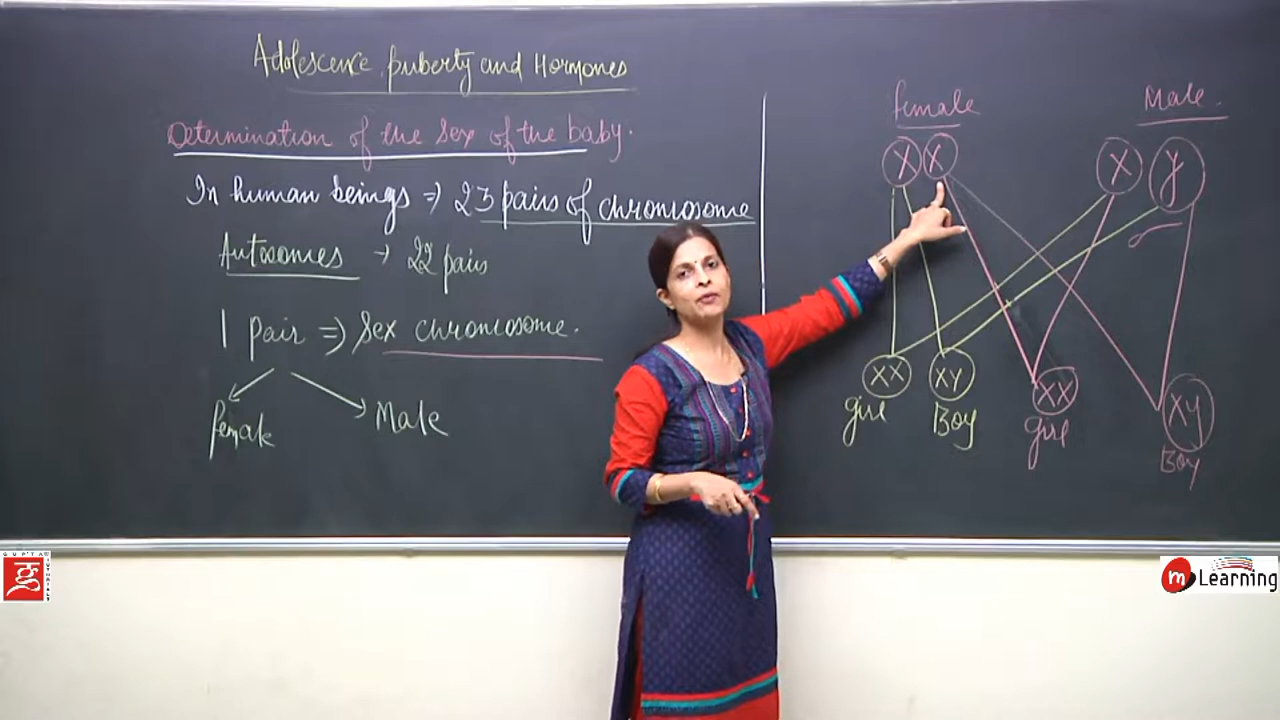 Adolescence, puberty and Hormones
Determination of the Sex of the baby.
In human beings ⇒ 23 pairs of chromosome
Autosomes → 22 pairs
1 pair ⇒ Sex chromosome.
female Male
female Male.
X X X Y
XX XY XX XY
girl Boy girl Boy
GUPTA
m Learning